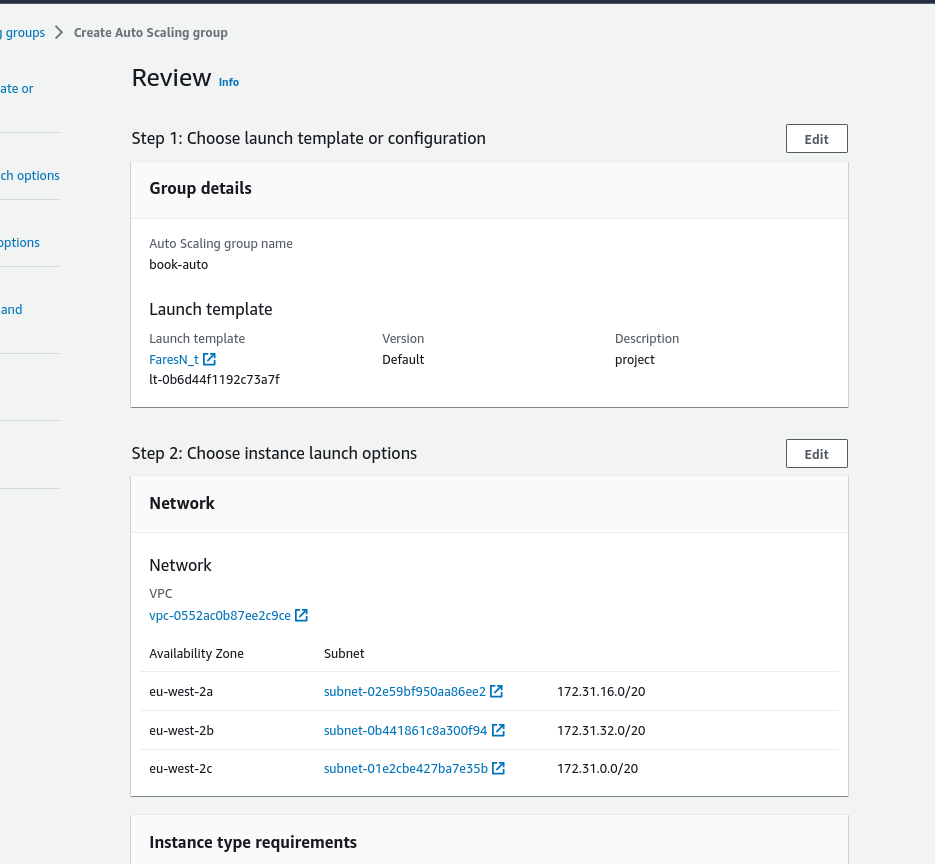 g groups > Create Auto Scaling group
ate or
ch options
options
and
Review Info
Step 1: Choose launch template or configuration
Edit
Group details
Auto Scaling group name
book-auto
Launch template
Launch template Version Description
FaresN_t Default project
lt-0b6d44f1192c73a7f
Step 2: Choose instance launch options
Edit
Network
Network
VPC
vpc-0552ac0b87ee2c9ce
Availability Zone Subnet
eu-west-2a subnet-02e59bf950aa86ee2 172.31.16.0/20
eu-west-2b subnet-0b441861c8a300f94 172.31.32.0/20
eu-west-2c subnet-01e2cbe427ba7e35b 172.31.0.0/20
Instance type requirements